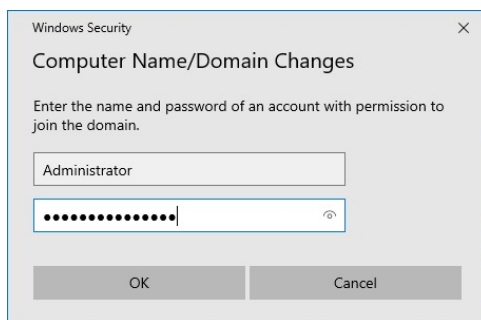 Windows Security
Computer Name/Domain Changes
Enter the name and password of an account with permission to
join the domain.
Administrator
●●●●●●●●●●●●●●●
OK
Cancel